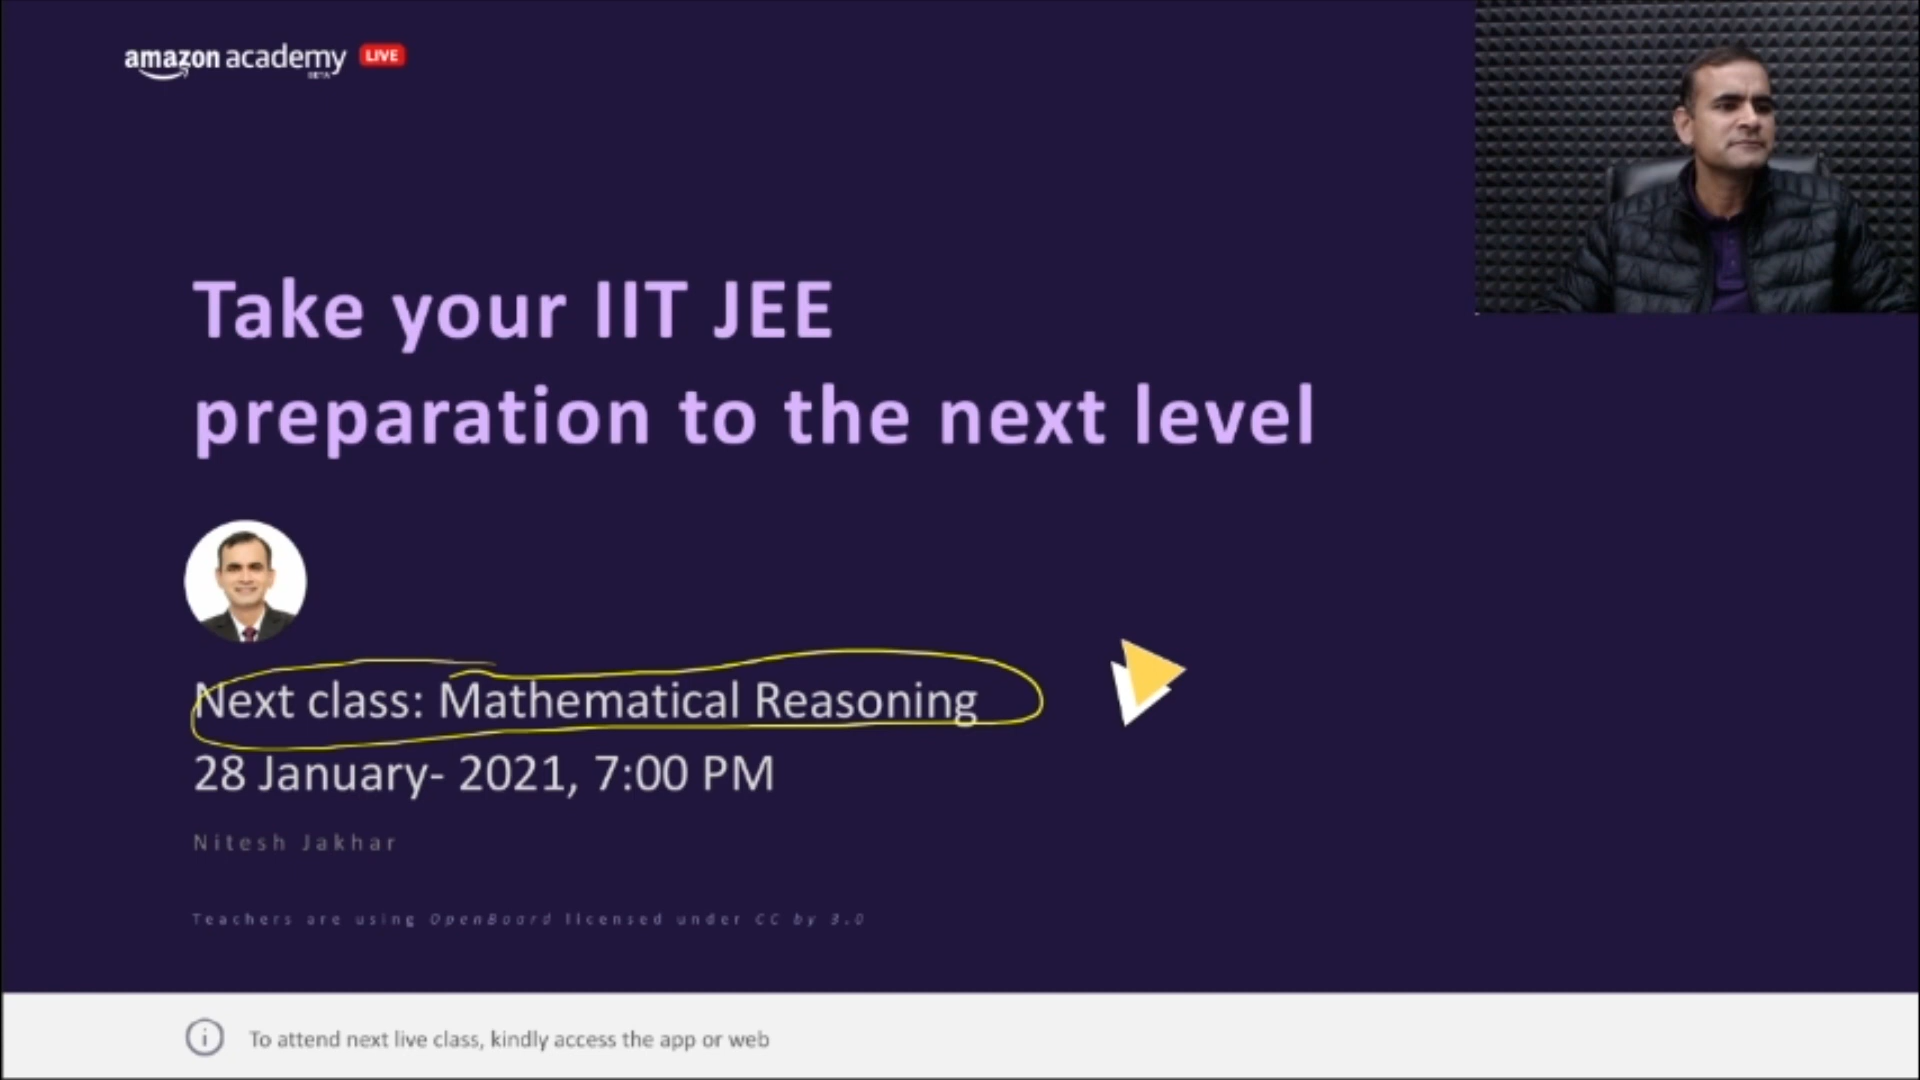 amazon academy LIVE
BETA
Take your IIT JEE
preparation to the next level
Next class: Mathematical Reasoning
28 January- 2021, 7:00 PM
Nitesh Jakhar
Teachers are using OpenBoard licensed under CC by 3.0
To attend next live class, kindly access the app or web